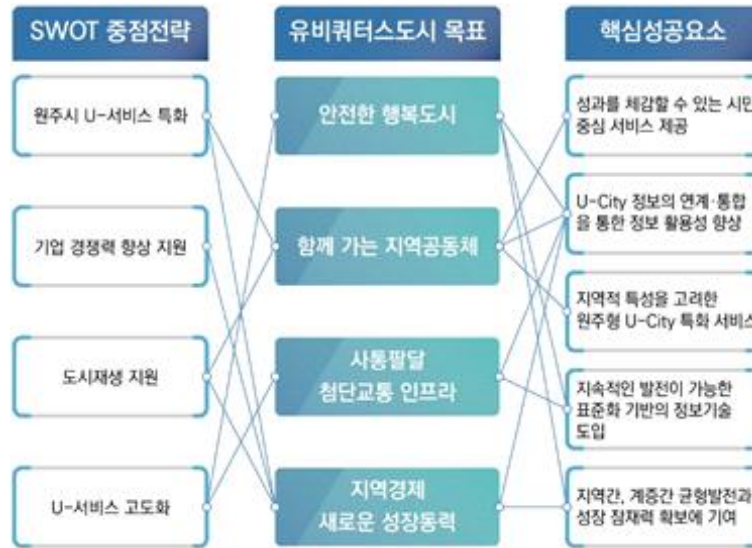 SWOT 중점전략
유비쿼터스도시 목표
핵심성공요소
원주시 U-서비스 특화
기업 경쟁력 향상 지원
도시재생 지원
U-서비스 고도화
안전한 행복도시
함께 가는 지역공동체
사통팔달
첨단교통 인프라
지역경제
새로운 성장동력
성과를 체감할 수 있는 시민
중심 서비스 제공
U-City 정보의 연계·통합
을 통한 정보 활용성 향상
지역적 특성을 고려한
원주형 U-City 특화 서비스
지속적인 발전이 가능한
표준화 기반의 정보기술
도입
지역간, 계층간 균형발전과
성장 잠재력 확보에 기여